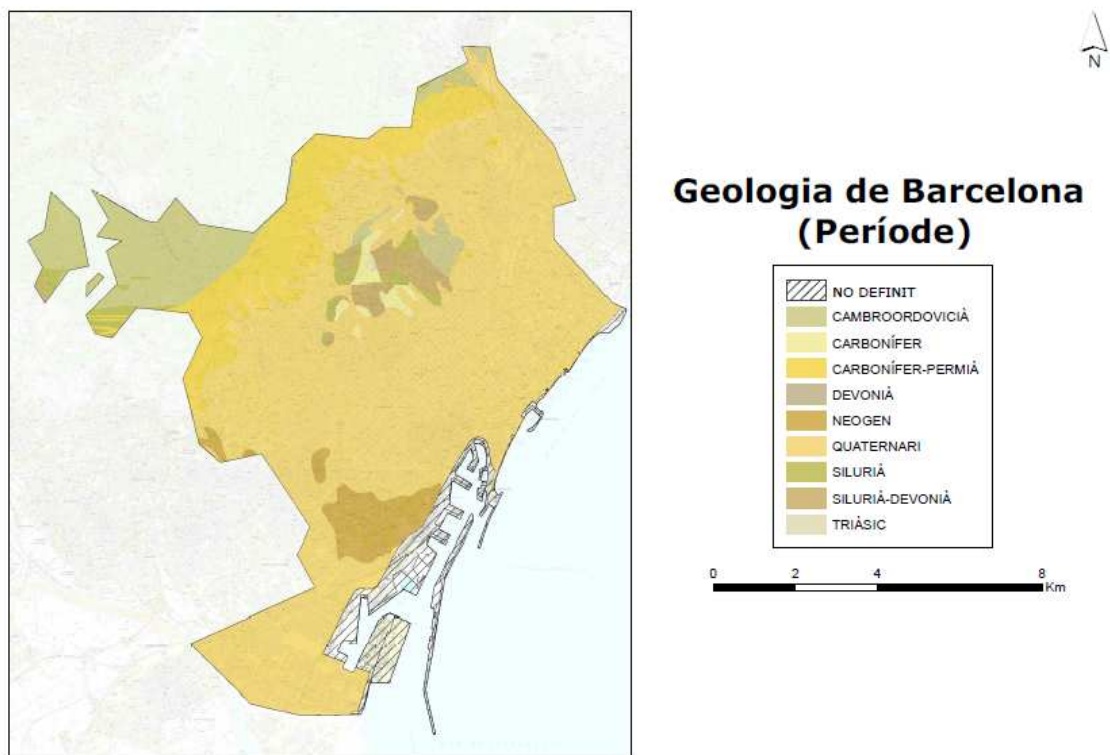 N
Geologia de Barcelona
(Període)
NO DEFINIT
CAMBROORDOVICIÀ
CARBONÍFER
CARBONÍFER-PERMIÀ
DEVONIÀ
NEOGEN
QUATERNARI
SILURIÀ
SILURIÀ-DEVONIÀ
TRIÀSIC
0 2 4 8
Km